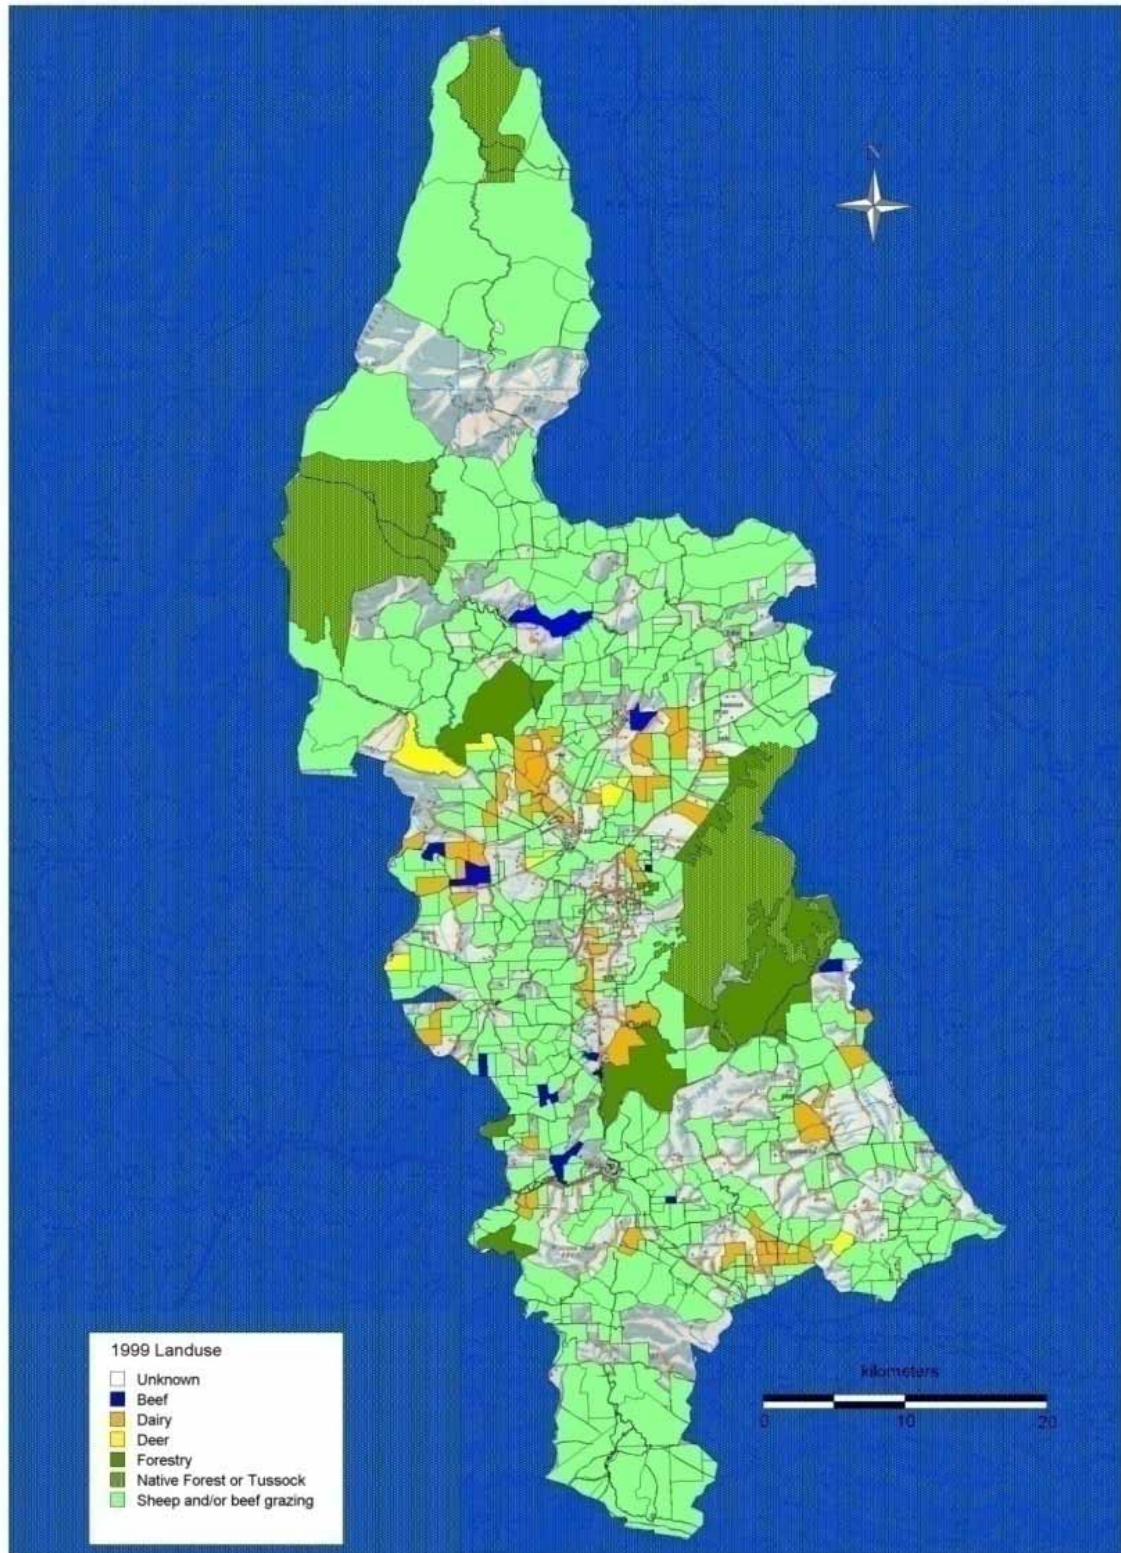 N
1999 Landuse
Unknown
Beef
Dairy
Deer
Forestry
Native Forest or Tussock
Sheep and/or beef grazing
kilometers
0 10 20